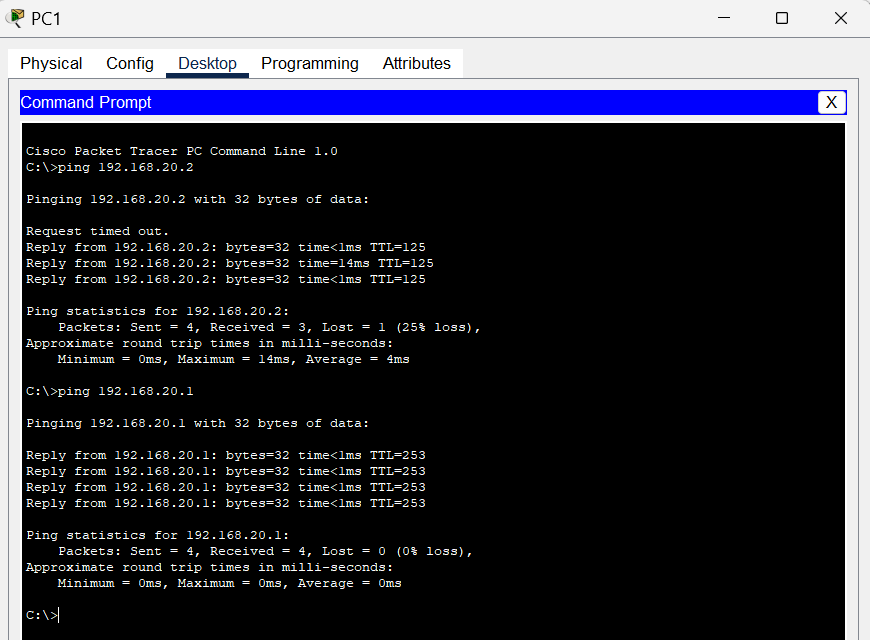 PC1
Physical Config Desktop Programming Attributes
Command Prompt X
Cisco Packet Tracer PC Command Line 1.0
C:\>ping 192.168.20.2
Pinging 192.168.20.2 with 32 bytes of data:
Request timed out.
Reply from 192.168.20.2: bytes=32 time<1ms TTL=125
Reply from 192.168.20.2: bytes=32 time=14ms TTL=125
Reply from 192.168.20.2: bytes=32 time<1ms TTL=125
Ping statistics for 192.168.20.2:
    Packets: Sent = 4, Received = 3, Lost = 1 (25% loss),
Approximate round trip times in milli-seconds:
    Minimum = 0ms, Maximum = 14ms, Average = 4ms
C:\>ping 192.168.20.1
Pinging 192.168.20.1 with 32 bytes of data:
Reply from 192.168.20.1: bytes=32 time<1ms TTL=253
Reply from 192.168.20.1: bytes=32 time<1ms TTL=253
Reply from 192.168.20.1: bytes=32 time<1ms TTL=253
Reply from 192.168.20.1: bytes=32 time<1ms TTL=253
Ping statistics for 192.168.20.1:
    Packets: Sent = 4, Received = 4, Lost = 0 (0% loss),
Approximate round trip times in milli-seconds:
    Minimum = 0ms, Maximum = 0ms, Average = 0ms
C:\>